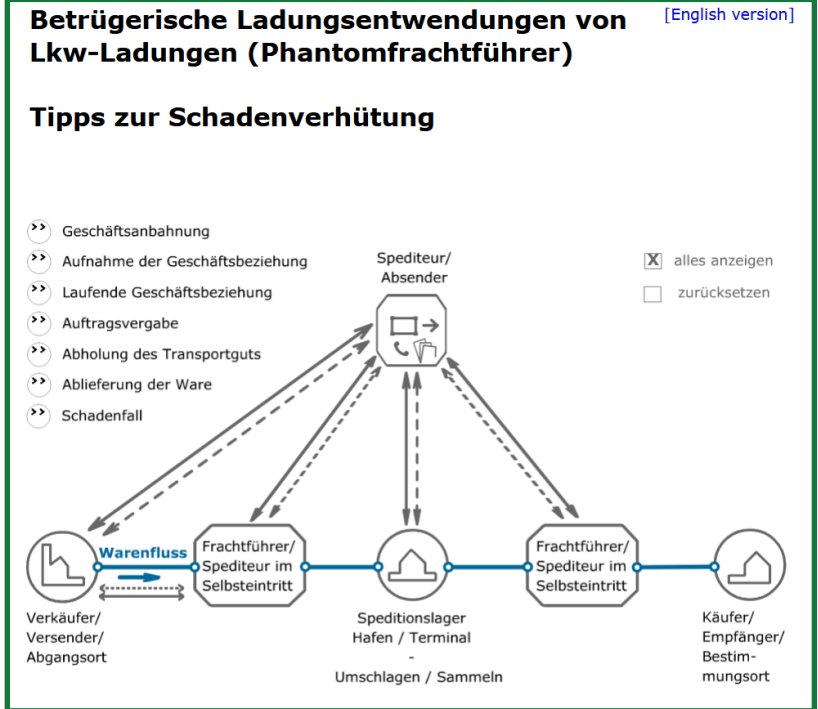 Betrügerische Ladungsentwendungen von
Lkw-Ladungen (Phantomfrachtführer)
[English version]
Tipps zur Schadenverhütung
>> Geschäftsanbahnung
>> Aufnahme der Geschäftsbeziehung
>> Laufende Geschäftsbeziehung
>> Auftragsvergabe
>> Abholung des Transportguts
>> Ablieferung der Ware
>> Schadenfall
Spediteur/
Absender
X alles anzeigen
zurücksetzen
Warenfluss
Frachtführer/
Spediteur im
Selbsteintritt
Frachtführer/
Spediteur im
Selbsteintritt
Verkäufer/
Versender/
Abgangsort
Speditionslager
Hafen / Terminal
-
Umschlagen / Sammeln
Käufer/
Empfänger/
Bestim-
mungsort